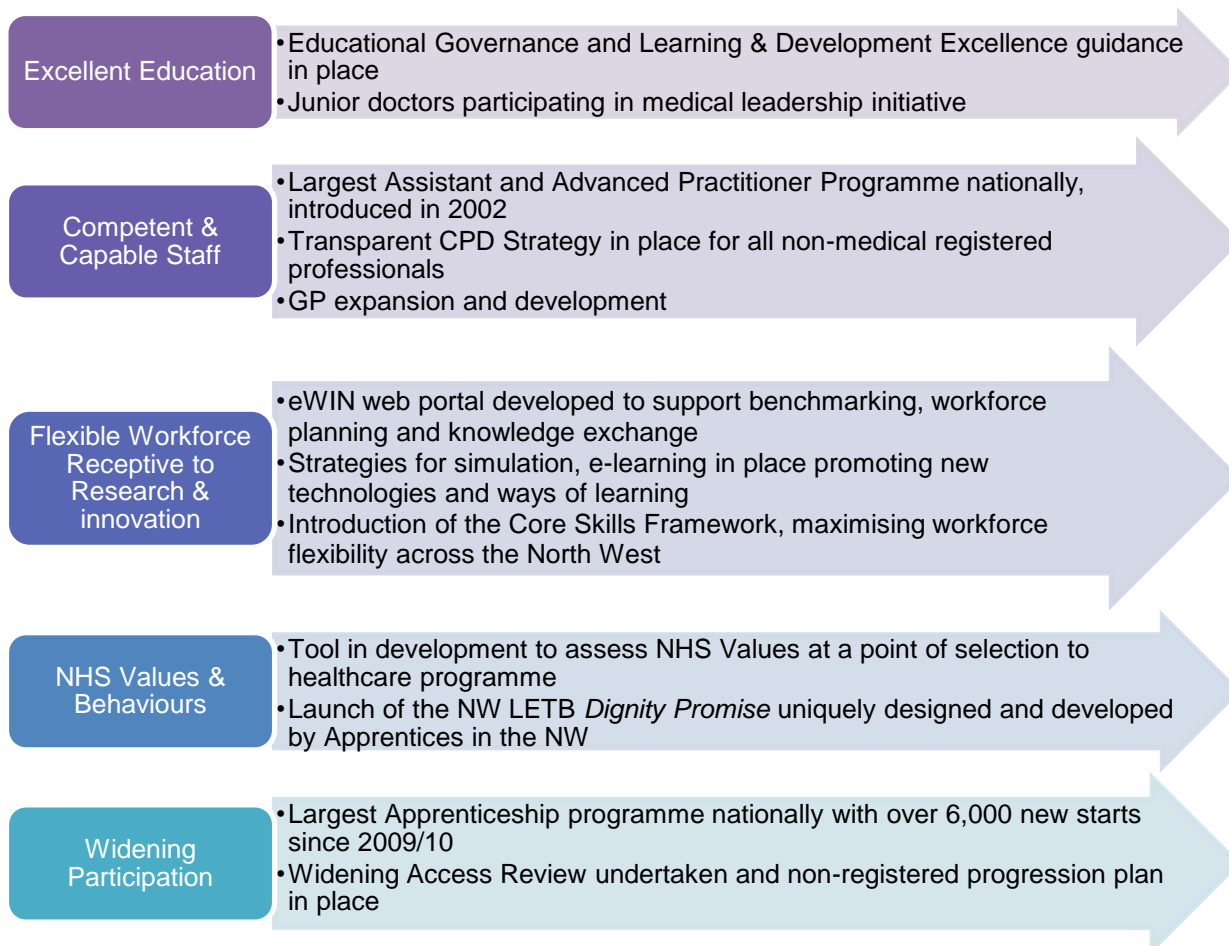 Excellent Education
•Educational Governance and Learning & Development Excellence guidance
in place
•Junior doctors participating in medical leadership initiative
Competent &
Capable Staff
•Largest Assistant and Advanced Practitioner Programme nationally,
introduced in 2002
•Transparent CPD Strategy in place for all non-medical registered
professionals
•GP expansion and development
Flexible Workforce
Receptive to
Research &
innovation
•eWIN web portal developed to support benchmarking, workforce
planning and knowledge exchange
•Strategies for simulation, e-learning in place promoting new
technologies and ways of learning
•Introduction of the Core Skills Framework, maximising workforce
flexibility across the North West
NHS Values &
Behaviours
•Tool in development to assess NHS Values at a point of selection to
healthcare programme
•Launch of the NW LETB Dignity Promise uniquely designed and developed
by Apprentices in the NW
Widening
Participation
•Largest Apprenticeship programme nationally with over 6,000 new starts
since 2009/10
•Widening Access Review undertaken and non-registered progression plan
in place